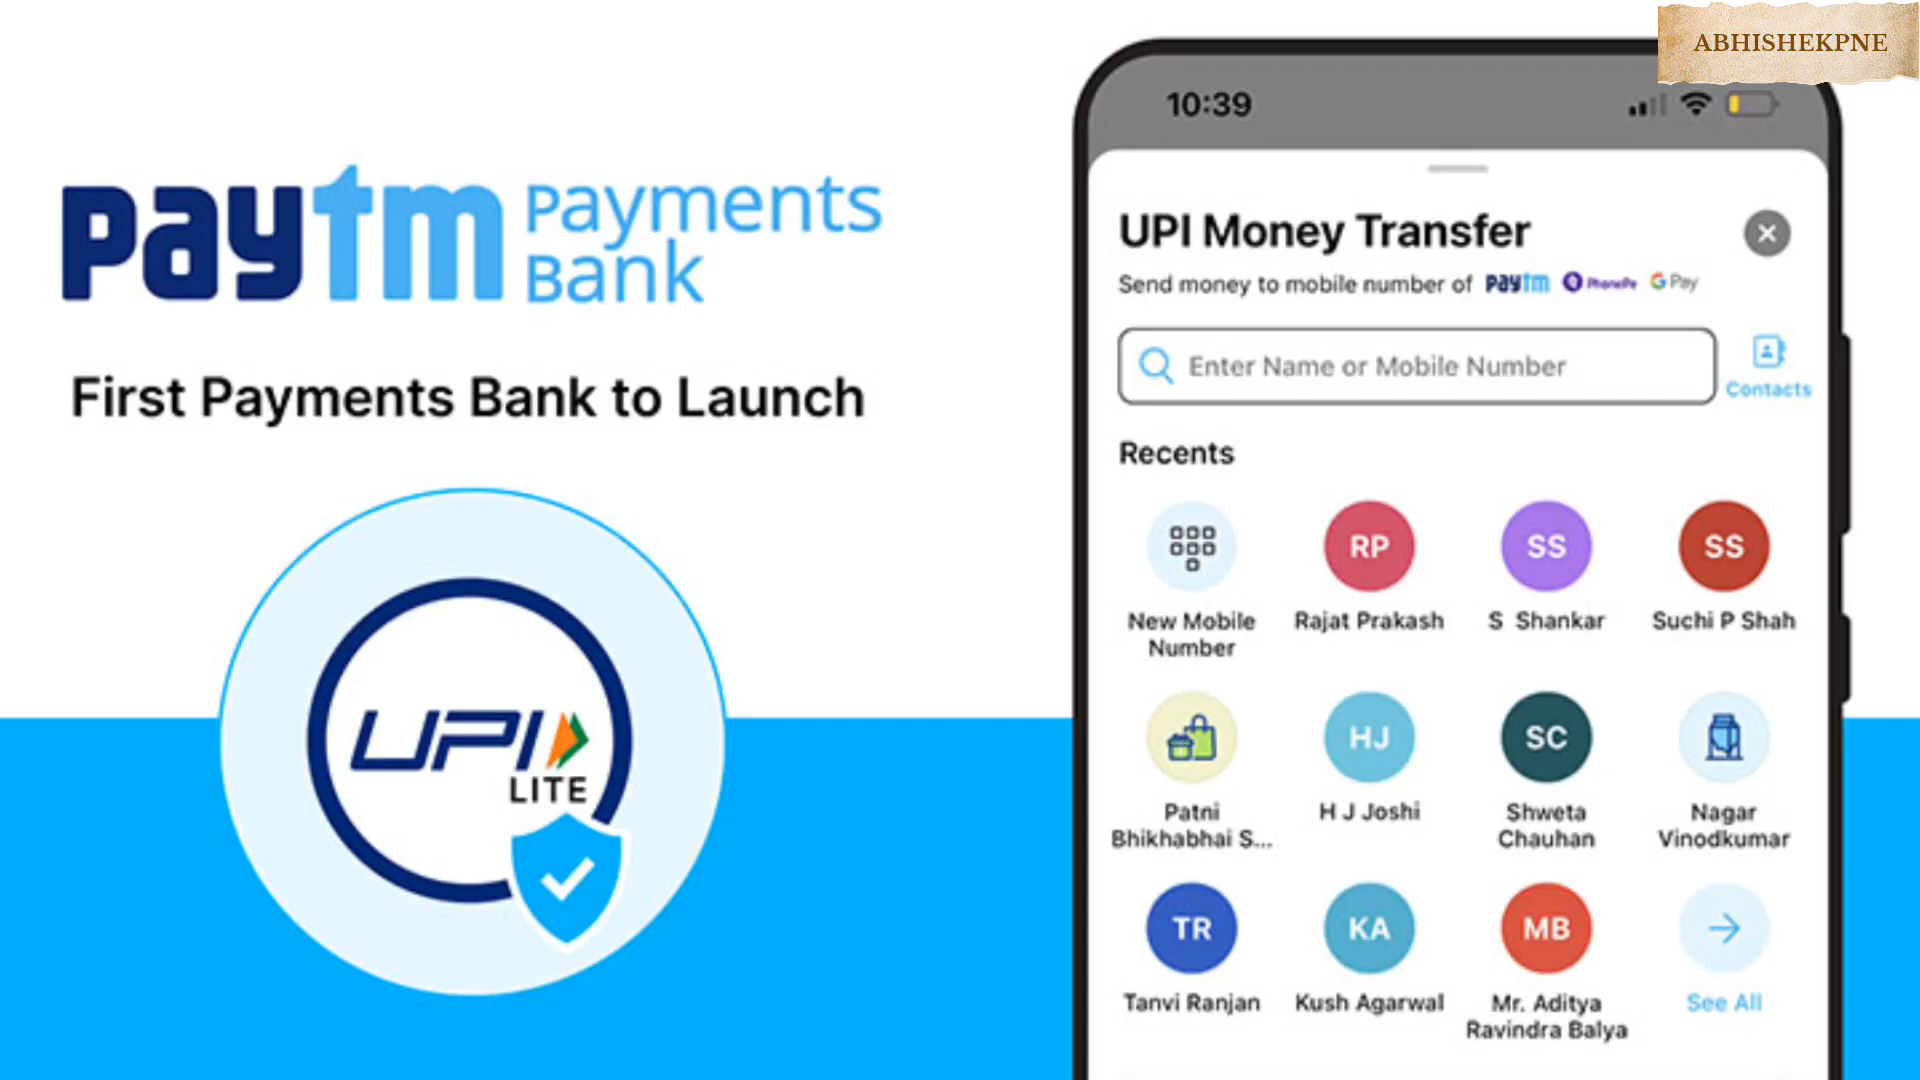 ABHISHEKPNE
paytm Payments
Bank
First Payments Bank to Launch
UPI
LITE
10:39
UPI Money Transfer
Send money to mobile number of paytm PhonePe G Pay
Enter Name or Mobile Number
Contacts
Recents
RP SS SS
New Mobile
Number
Rajat Prakash
S Shankar
Suchi P Shah
HJ SC
Patni
Bhikhabhai S...
H J Joshi
Shweta
Chauhan
Nagar
Vinodkumar
TR KA MB
Tanvi Ranjan
Kush Agarwal
Mr. Aditya
Ravindra Balya
See All